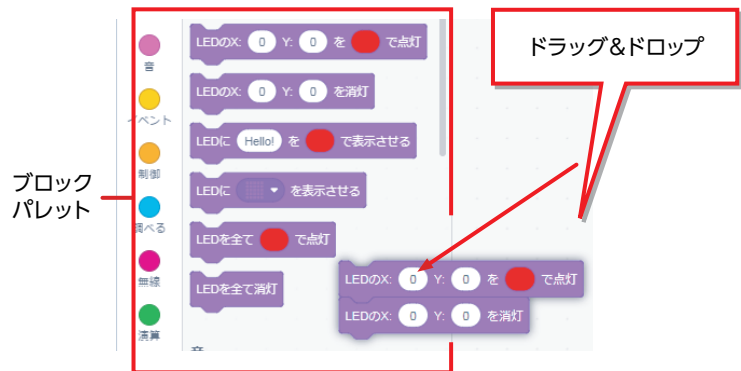 ブロック
パレット
音
イベント
制御
調べる
無線
演算
LEDのX: 0 Y: 0 を で点灯
LEDのX: 0 Y: 0 を消灯
LEDに Hello! を で表示させる
LEDに を表示させる
LEDを全て で点灯
LEDを全て消灯
音
LEDのX: 0 Y: 0 を で点灯
LEDのX: 0 Y: 0 を消灯
ドラッグ&ドロップ